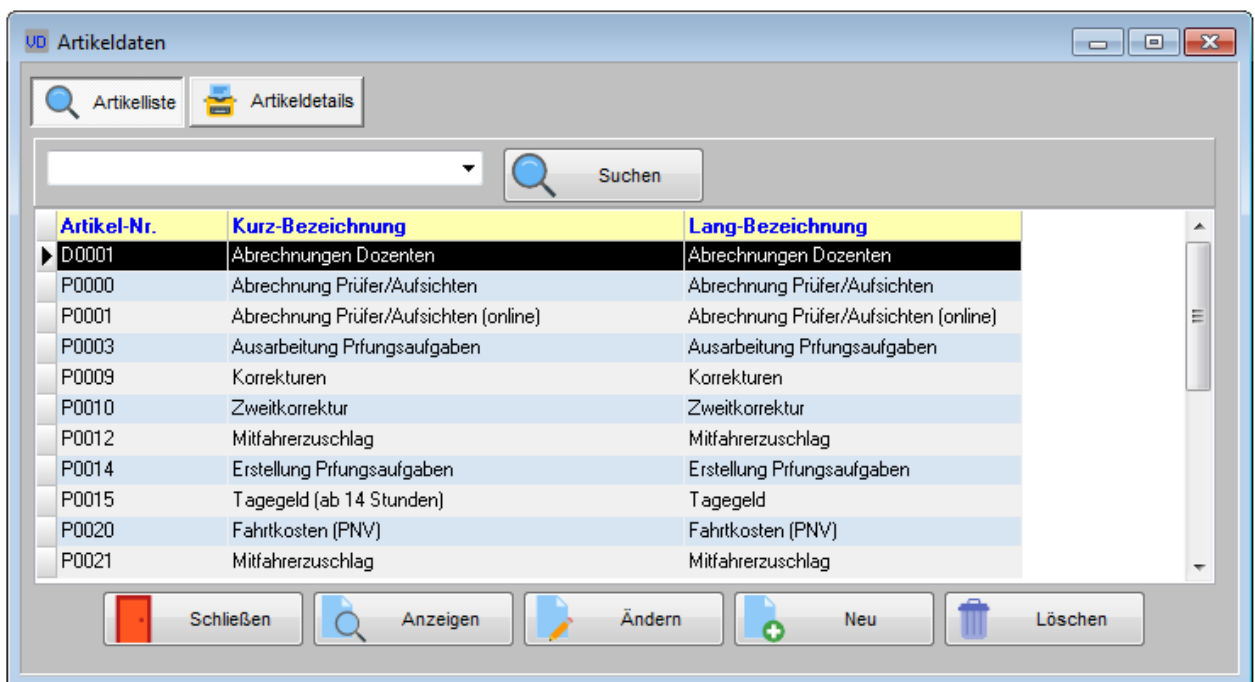 VD Artikeldaten
Artikelliste Artikeldetails
Suchen
Artikel-Nr. Kurz-Bezeichnung Lang-Bezeichnung
D0001 Abrechnungen Dozenten Abrechnungen Dozenten
P0000 Abrechnung Prüfer/Aufsichten Abrechnung Prüfer/Aufsichten
P0001 Abrechnung Prüfer/Aufsichten (online) Abrechnung Prüfer/Aufsichten (online)
P0003 Ausarbeitung Prfungsaufgaben Ausarbeitung Prfungsaufgaben
P0009 Korrekturen Korrekturen
P0010 Zweitkorrektur Zweitkorrektur
P0012 Mitfahrerzuschlag Mitfahrerzuschlag
P0014 Erstellung Prfungsaufgaben Erstellung Prfungsaufgaben
P0015 Tagegeld (ab 14 Stunden) Tagegeld
P0020 Fahrtkosten (PNV) Fahrtkosten (PNV)
P0021 Mitfahrerzuschlag Mitfahrerzuschlag
Schließen Anzeigen Ändern Neu Löschen